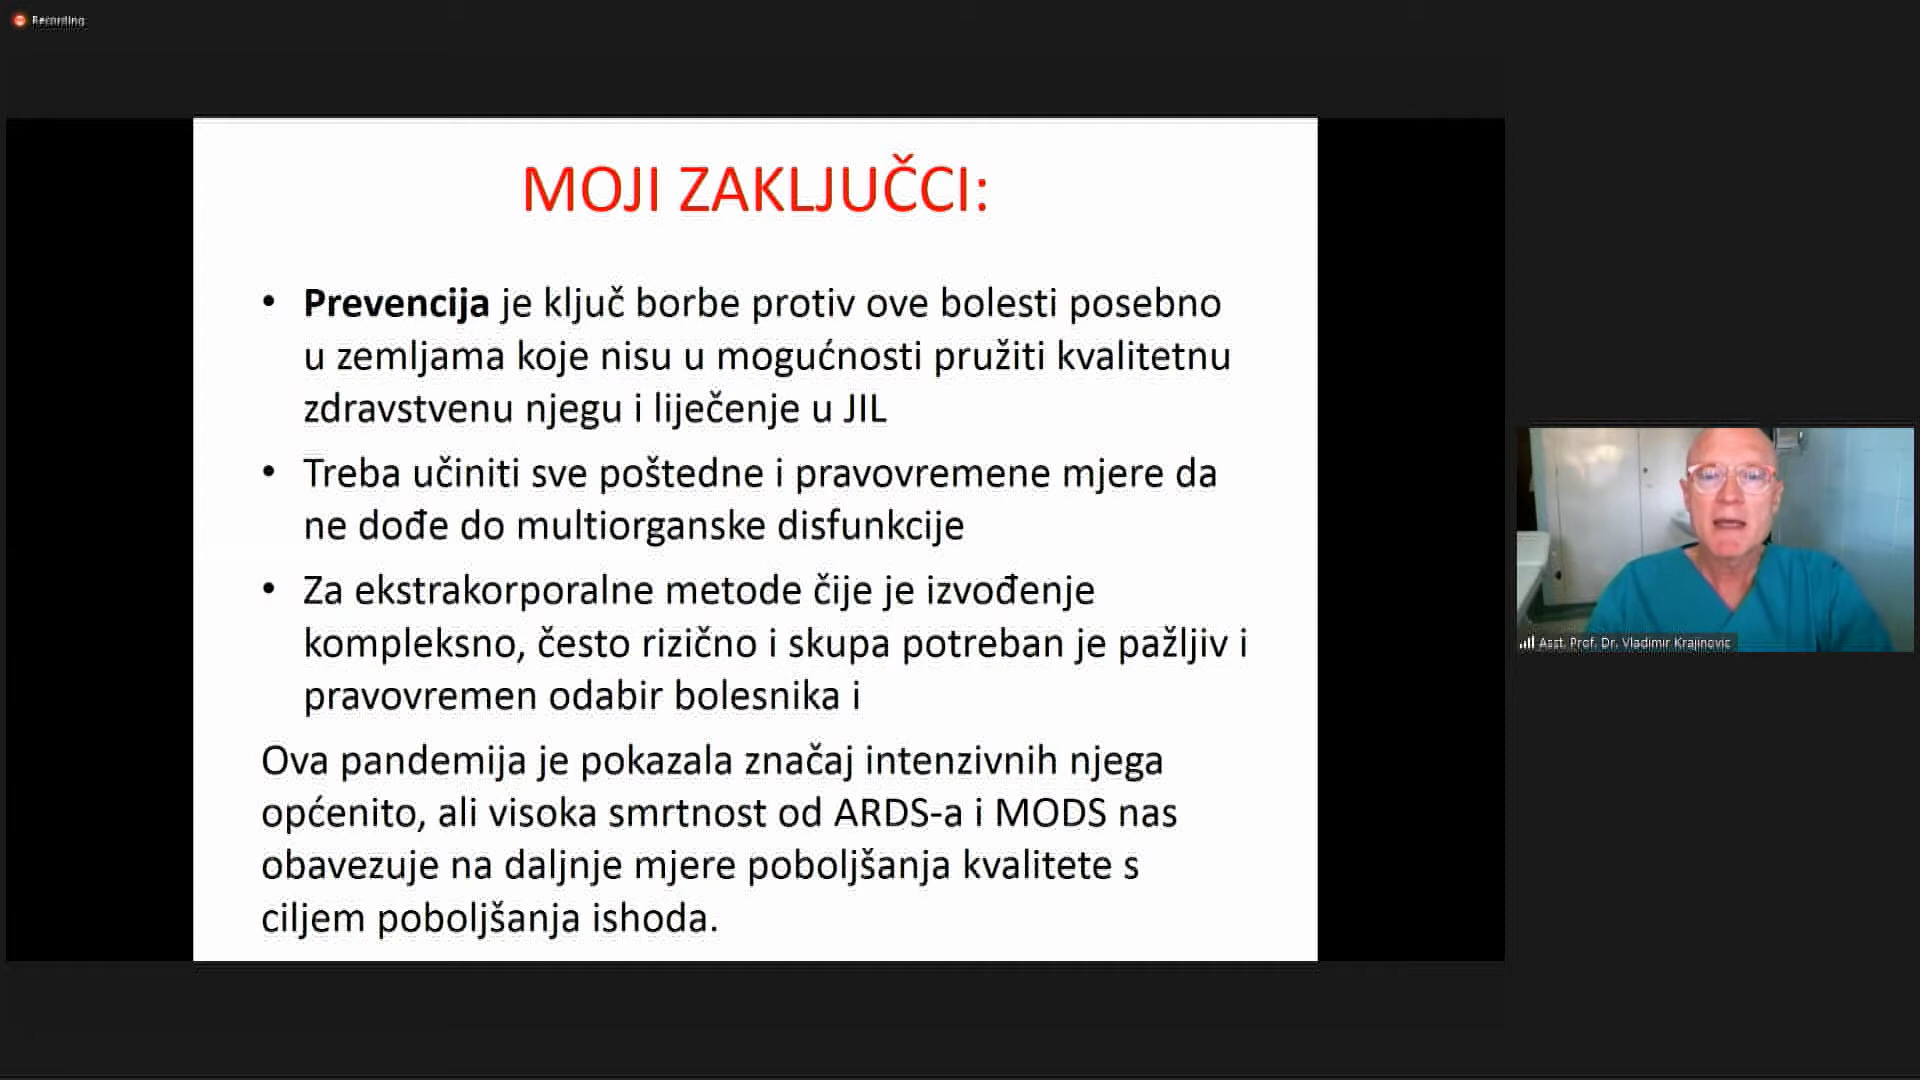 Recording
MOJI ZAKLJUČCI:
• Prevencija je ključ borbe protiv ove bolesti posebno
u zemljama koje nisu u mogućnosti pružiti kvalitetnu
zdravstvenu njegu i liječenje u JIL
• Treba učiniti sve poštedne i pravovremene mjere da
ne dođe do multiorganske disfunkcije
• Za ekstrakorporalne metode čije je izvođenje
kompleksno, često rizično i skupa potreban je pažljiv i
pravovremen odabir bolesnika i
Ova pandemija je pokazala značaj intenzivnih njega
općenito, ali visoka smrtnost od ARDS-a i MODS nas
obavezuje na daljnje mjere poboljšanja kvalitete s
ciljem poboljšanja ishoda.
Asst. Prof. Dr. Vladimir Krajinovic